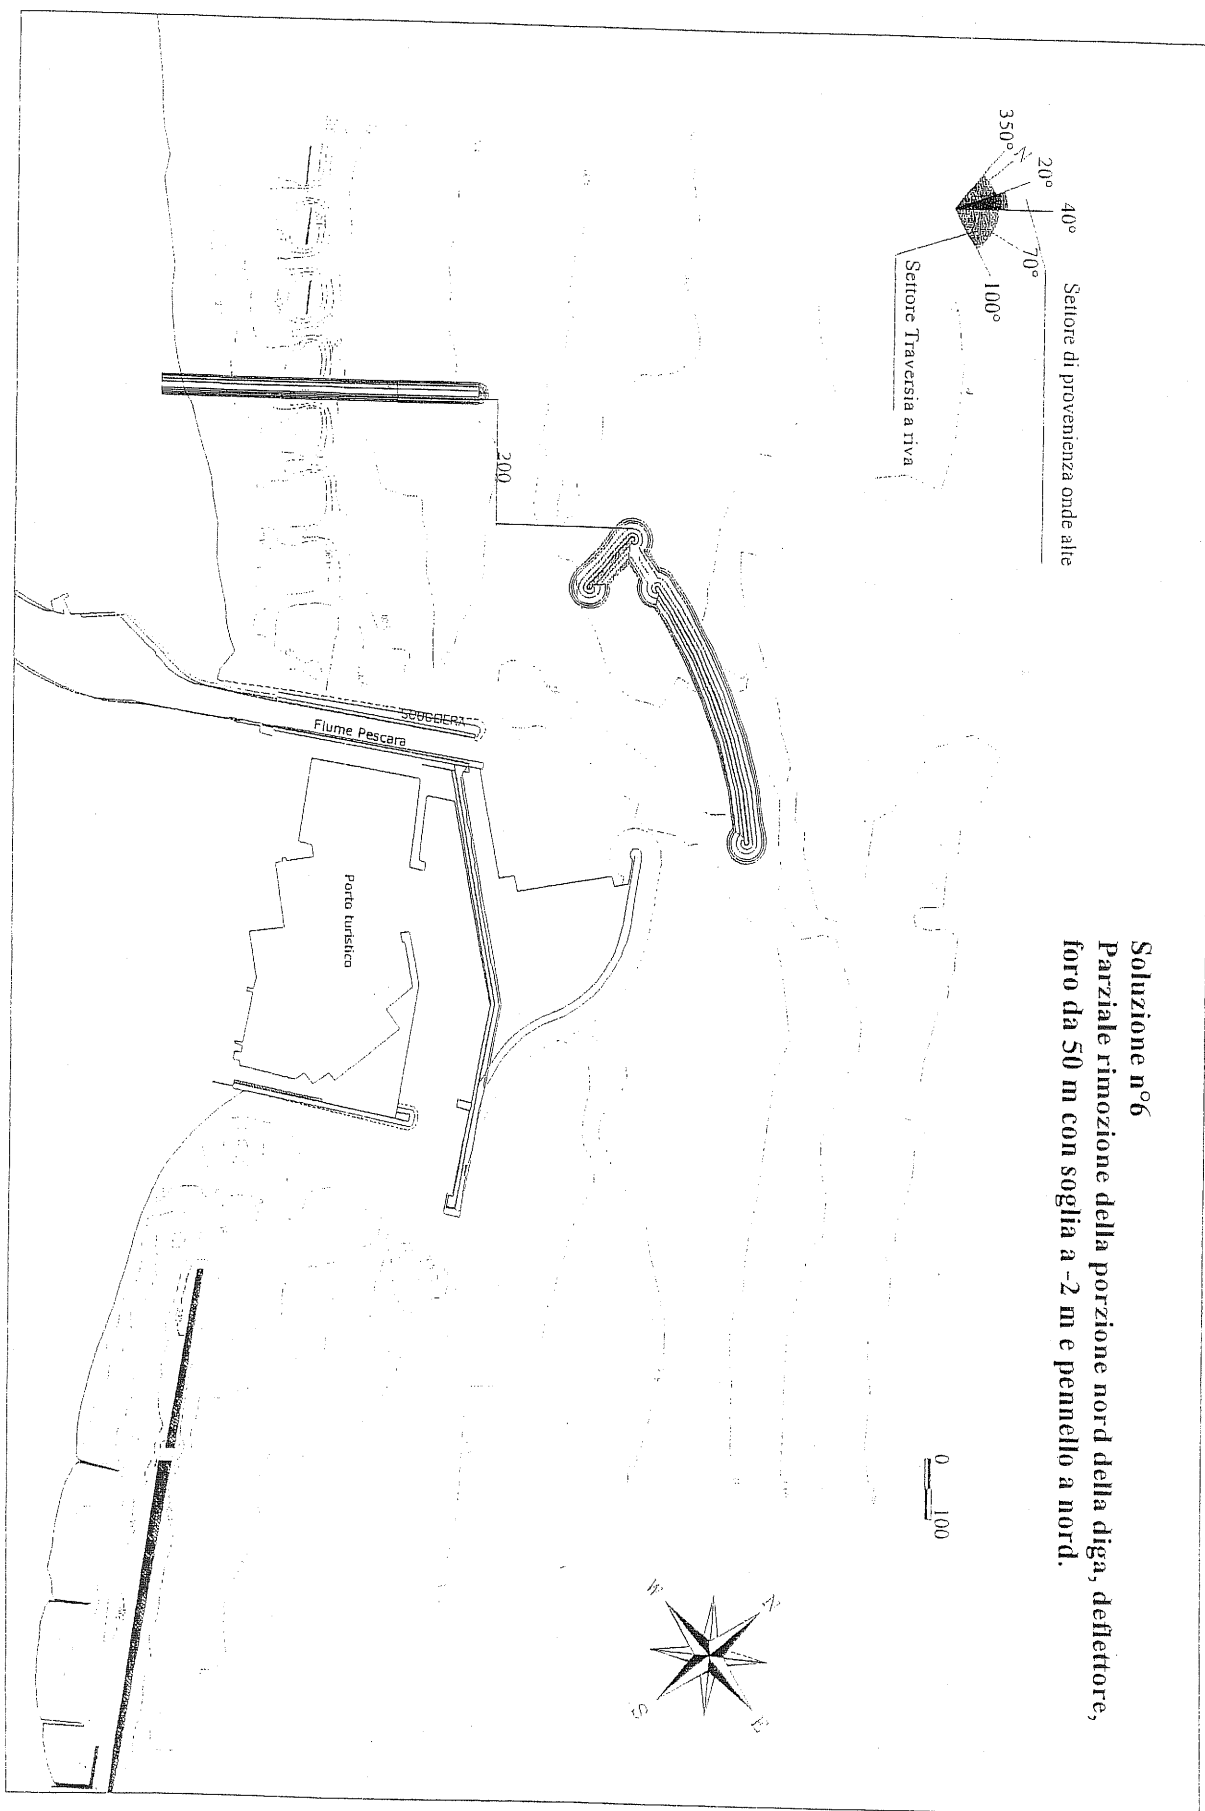 Soluzione n°6
Parziale rimozione della porzione nord della diga, deflettore,
foro da 50 m con soglia a -2 m e pennello a nord.
350°
N
20°
40°
70°
100°
Settore di provenienza onde alte
Settore Traversia a riva
200
SCOGLIERA
Fiume Pescara
Porto turistico
0
100
N
E
S
W